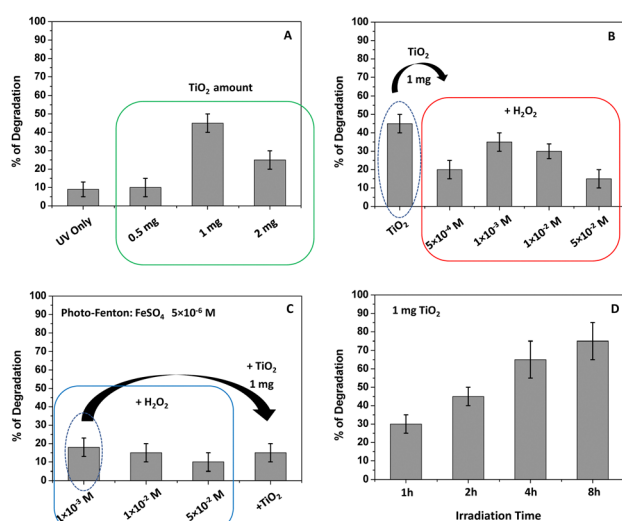 A
TiO₂ amount
% of Degradation
100
90
80
70
60
50
40
30
20
10
0
UV Only
0.5 mg
1 mg
2 mg
B
TiO₂
1 mg
+ H₂O₂
% of Degradation
100
90
80
70
60
50
40
30
20
10
0
TiO₂
5×10⁻⁴ M
1×10⁻³ M
1×10⁻² M
5×10⁻² M
Photo-Fenton: FeSO₄ 5×10⁻⁶ M
C
+ TiO₂
1 mg
+ H₂O₂
% of Degradation
100
90
80
70
60
50
40
30
20
10
0
1×10⁻³ M
1×10⁻² M
5×10⁻² M
+TiO₂
1 mg TiO₂
D
% of Degradation
100
90
80
70
60
50
40
30
20
10
0
1h
2h
4h
8h
Irradiation Time